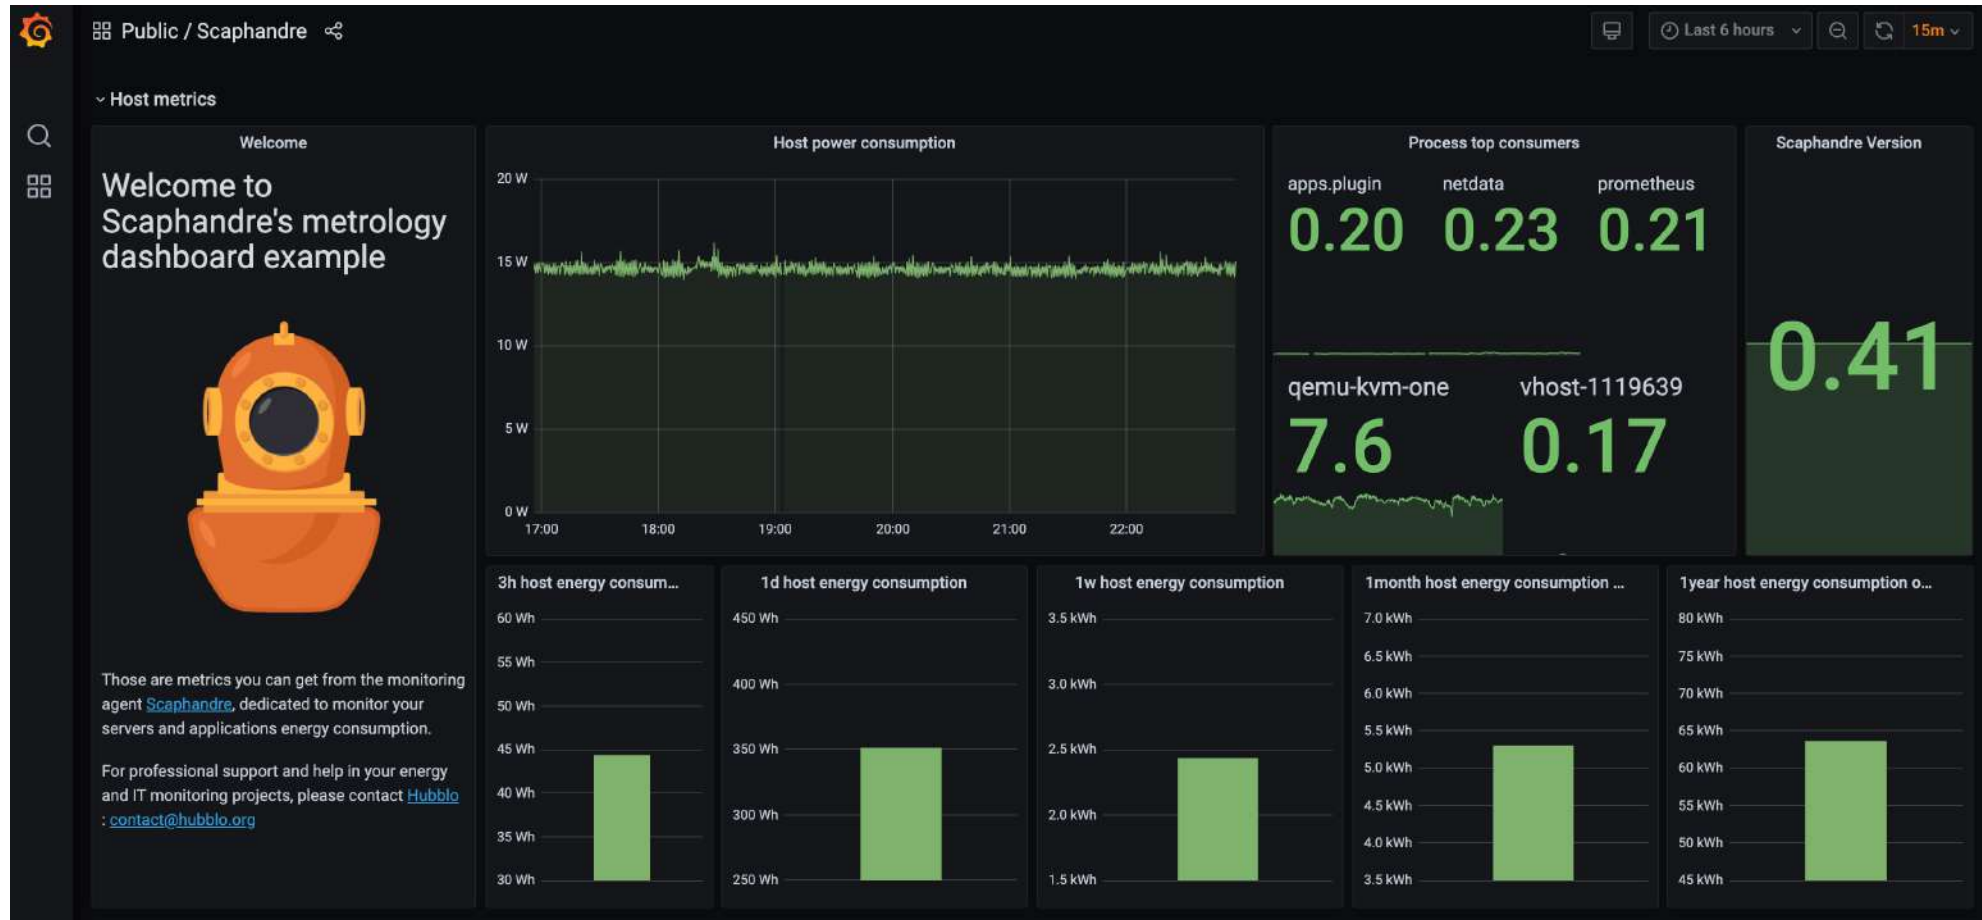 Public / Scaphandre
Last 6 hours
15m
Host metrics
Welcome
Welcome to
Scaphandre's metrology
dashboard example
Those are metrics you can get from the monitoring
agent Scaphandre, dedicated to monitor your
servers and applications energy consumption.
For professional support and help in your energy
and IT monitoring projects, please contact Hubblo
: contact@hubblo.org
Host power consumption
20 W
15 W
10 W
5 W
0 W
17:00 18:00 19:00 20:00 21:00 22:00
Process top consumers
apps.plugin netdata prometheus
0.20 0.23 0.21
qemu-kvm-one vhost-1119639
7.6 0.17
Scaphandre Version
0.41
3h host energy consum...
60 Wh
55 Wh
50 Wh
45 Wh
40 Wh
35 Wh
30 Wh
1d host energy consumption
450 Wh
400 Wh
350 Wh
300 Wh
250 Wh
1w host energy consumption
3.5 kWh
3.0 kWh
2.5 kWh
2.0 kWh
1.5 kWh
1month host energy consumption ...
7.0 kWh
6.5 kWh
6.0 kWh
5.5 kWh
5.0 kWh
4.5 kWh
4.0 kWh
3.5 kWh
1year host energy consumption o...
80 kWh
75 kWh
70 kWh
65 kWh
60 kWh
55 kWh
50 kWh
45 kWh